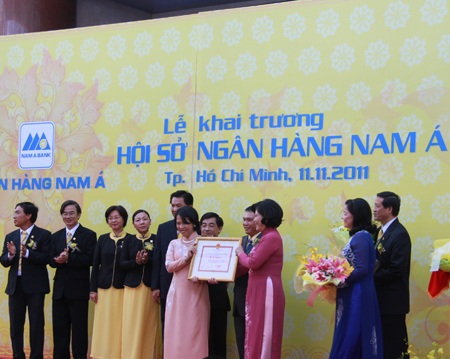 Lễ khai trương
HỘI SỞ NGÂN HÀNG NAM Á
Tp. Hồ Chí Minh, 11.11.2011
NAM A BANK
ÂN HÀNG NAM Á